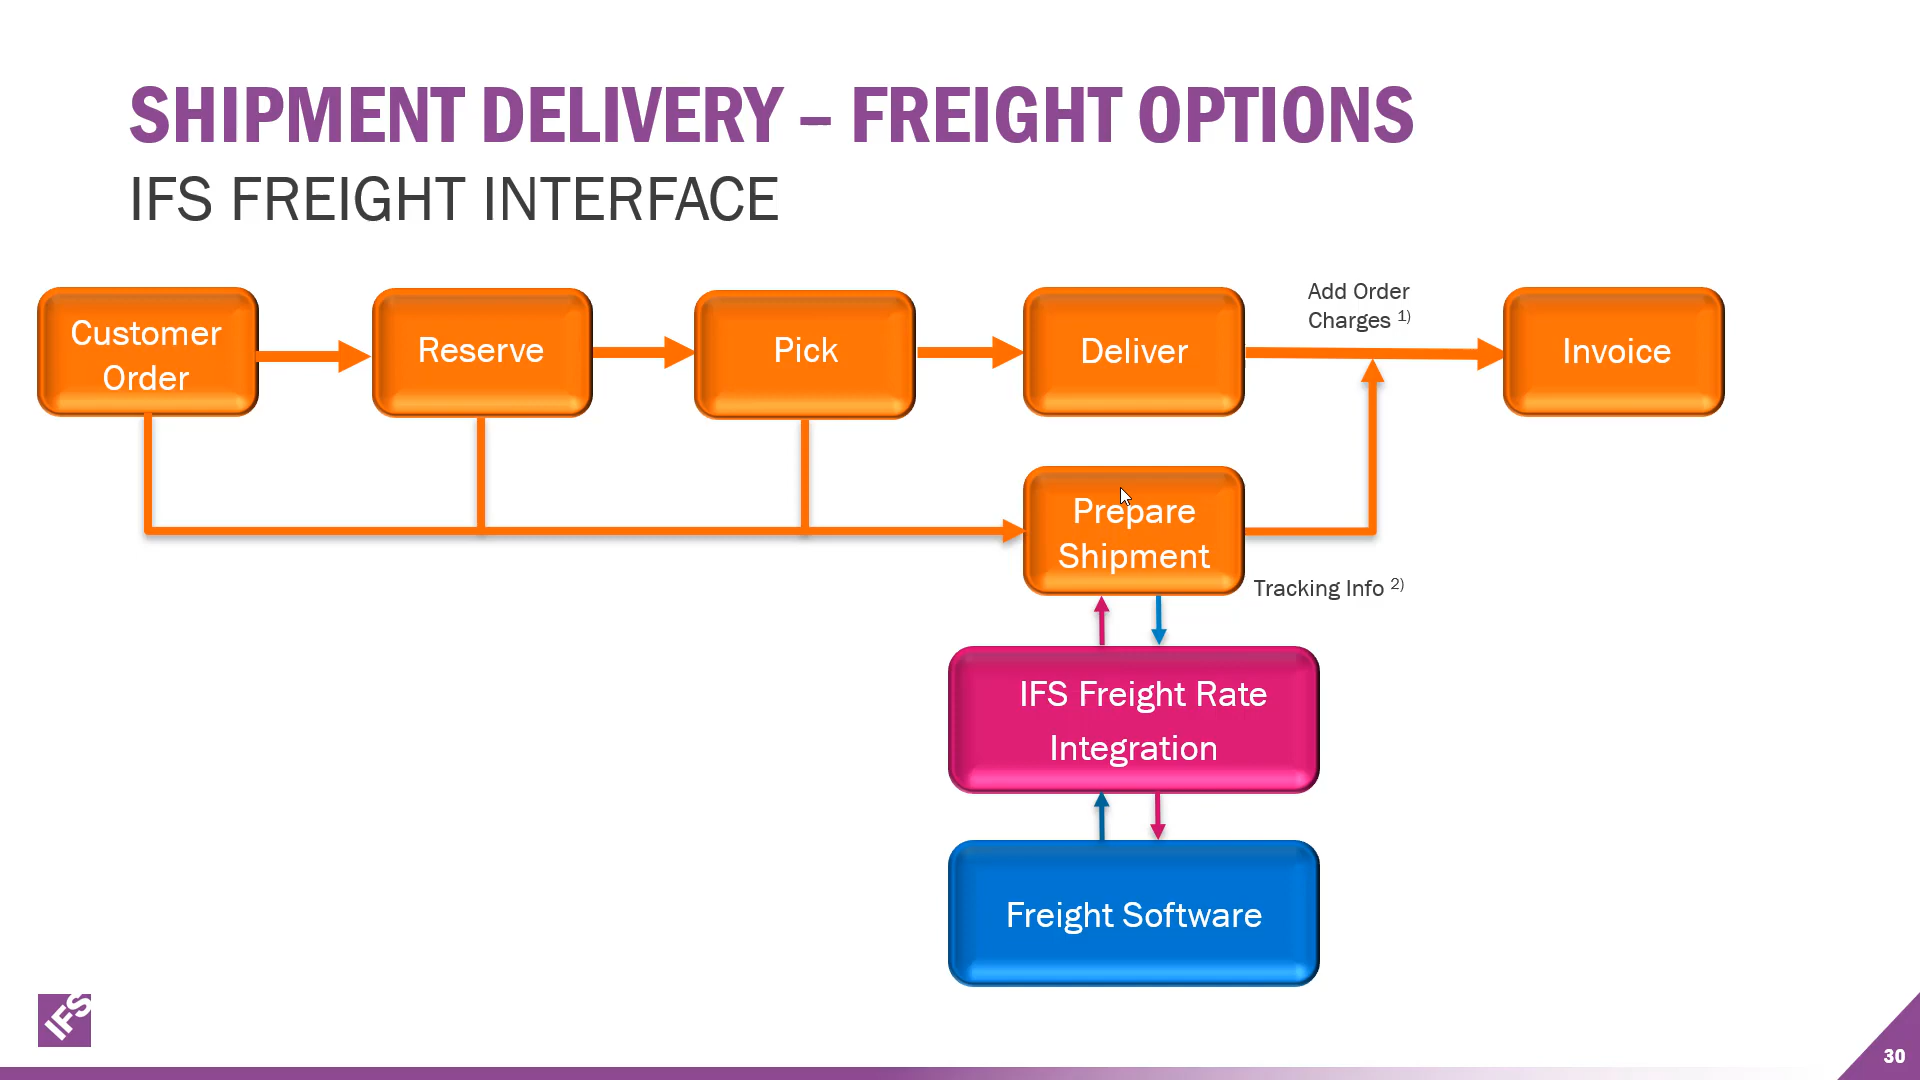 SHIPMENT DELIVERY – FREIGHT OPTIONS
IFS FREIGHT INTERFACE
Customer
Order
Reserve
Pick
Deliver
Add Order
Charges 1)
Invoice
Prepare
Shipment
Tracking Info 2)
IFS Freight Rate
Integration
Freight Software
IFS
30